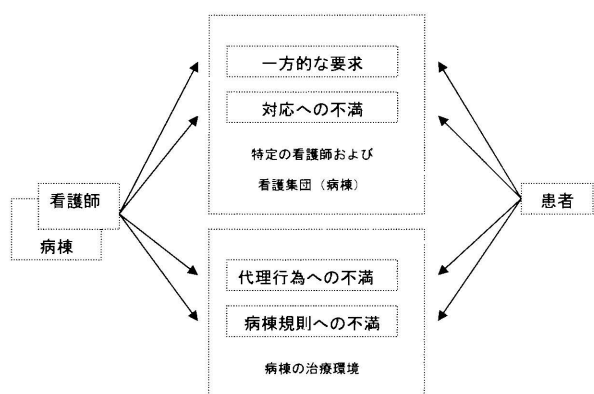 一方的な要求
対応への不満
特定の看護師および
看護集団（病棟）
看護師
病棟
患者
代理行為への不満
病棟規則への不満
病棟の治療環境